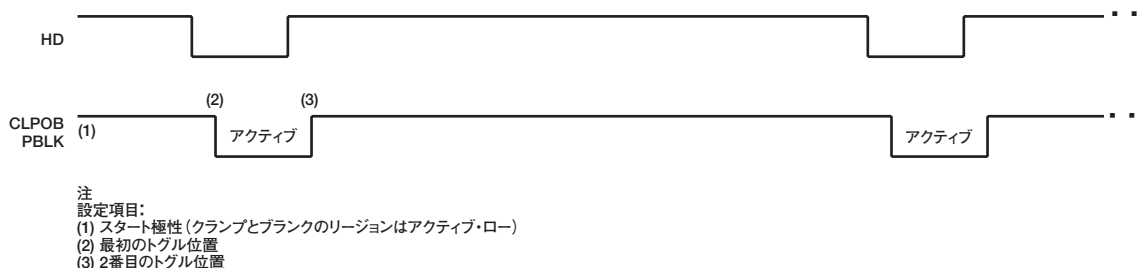 HD
(2)
(3)
CLPOB
PBLK
(1)
アクティブ
アクティブ
注
設定項目:
(1) スタート極性(クランプとブランクのリージョンはアクティブ・ロー)
(2) 最初のトグル位置
(3) 2番目のトグル位置